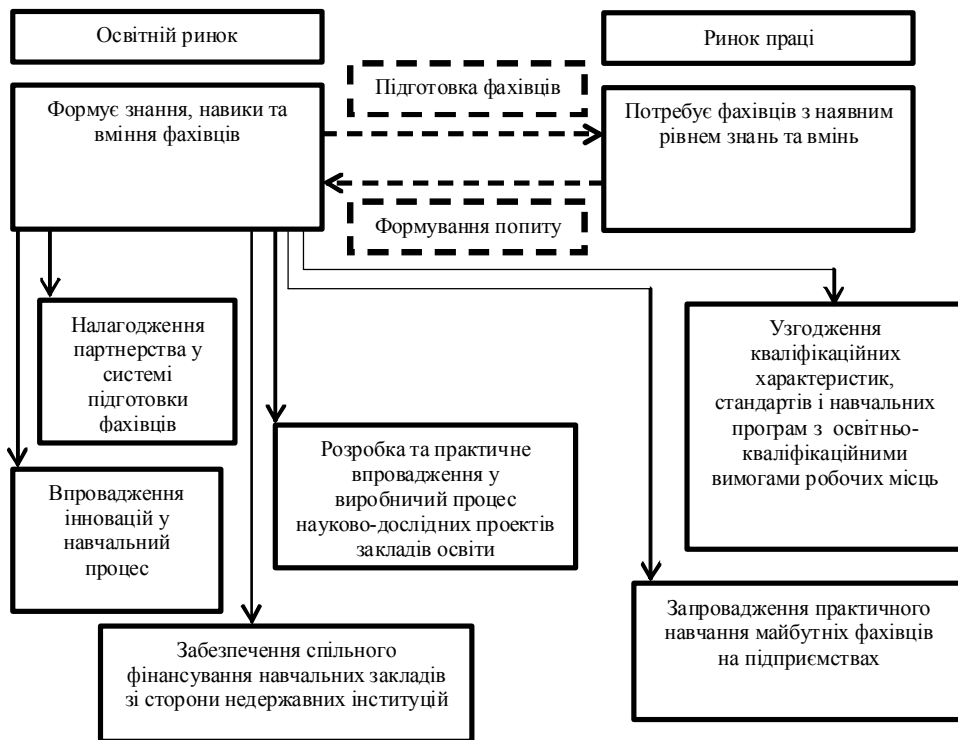 Освітній ринок
Ринок праці
Підготовка фахівців
Формує знання, навики та
вміння фахівців
Потребує фахівців з наявним
рівнем знань та вмінь
Формування попиту
Налагодження
партнерства у
системі
підготовки
фахівців
Узгодження
кваліфікаційних
характеристик,
стандартів і навчальних
програм з освітньо-
кваліфікаційними
вимогами робочих місць
Розробка та практичне
впровадження у
виробничий процес
науково-дослідних проектів
закладів освіти
Впровадження
інновацій у
навчальний
процес
Запровадження практичного
навчання майбутніх фахівців
на підприємствах
Забезпечення спільного
фінансування навчальних закладів
зі сторони недержавних інституцій